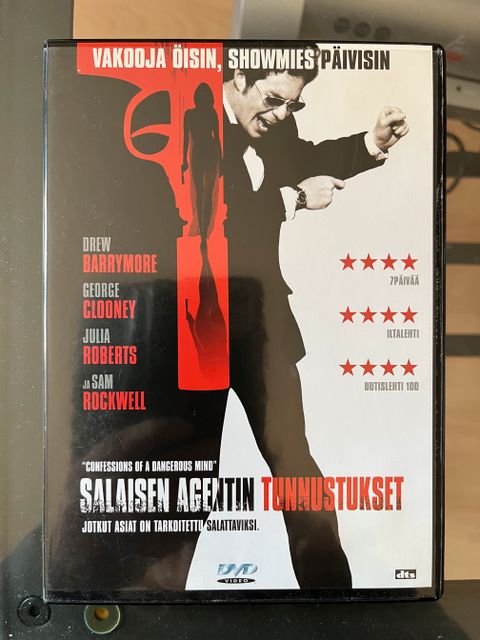 VAKOOJA ÖISIN, SHOWMIES PÄIVISIN
DREW
BARRYMORE
GEORGE
CLOONEY
JULIA
ROBERTS
JA SAM
ROCKWELL
7PÄIVÄÄ
ILTALEHTI
UUTISLEHTI 100
"CONFESSIONS OF A DANGEROUS MIND"
SALAISEN AGENTIN TUNNUSTUKSET
JOTKUT ASIAT ON TARKOITETTU SALATTAVIKSI.
DVD
VIDEO
dts